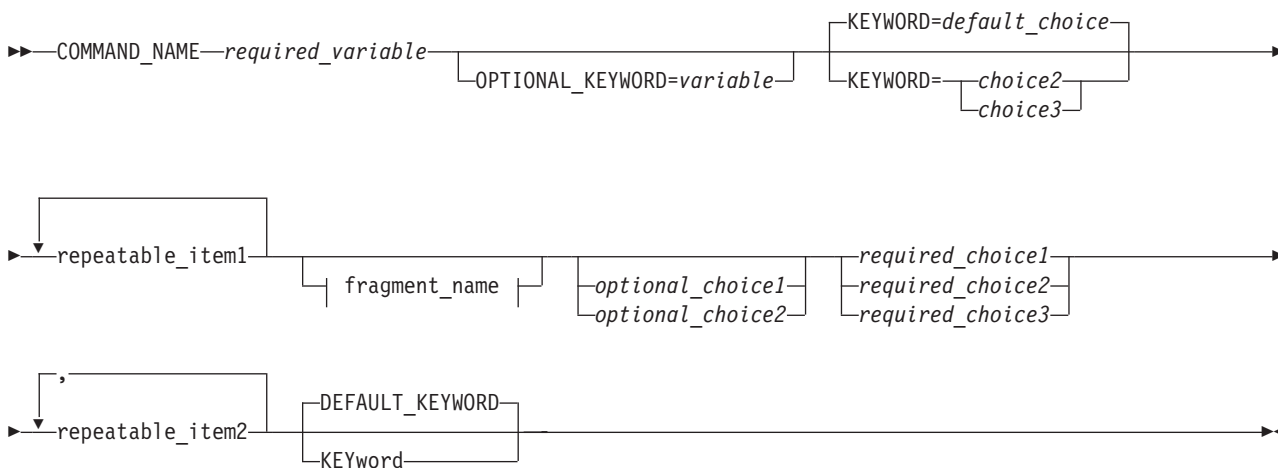 KEYWORD=default_choice
COMMAND_NAME required_variable
OPTIONAL_KEYWORD=variable
KEYWORD= choice2
choice3
repeatable_item1
fragment_name
optional_choice1
optional_choice2
required_choice1
required_choice2
required_choice3
,
repeatable_item2
DEFAULT_KEYWORD
KEYword